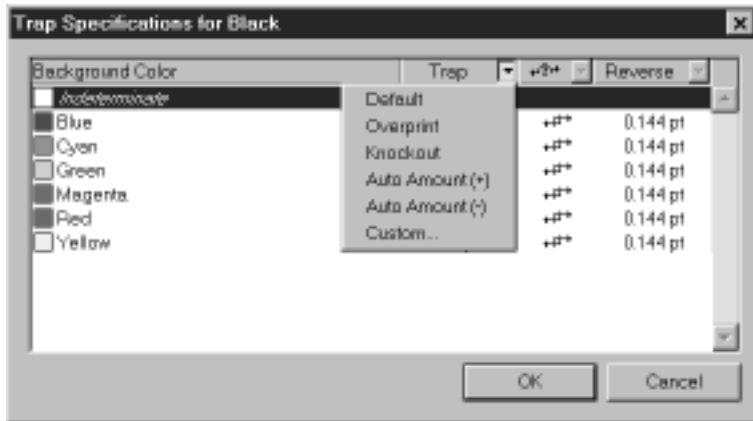 Trap Specifications for Black
Background Color Trap Reverse
Indeterminate
Default
Overprint
Knockout
Auto Amount (+)
Auto Amount (-)
Custom...
Blue 0.144 pt
Cyan 0.144 pt
Green 0.144 pt
Magenta 0.144 pt
Red 0.144 pt
Yellow 0.144 pt
OK Cancel